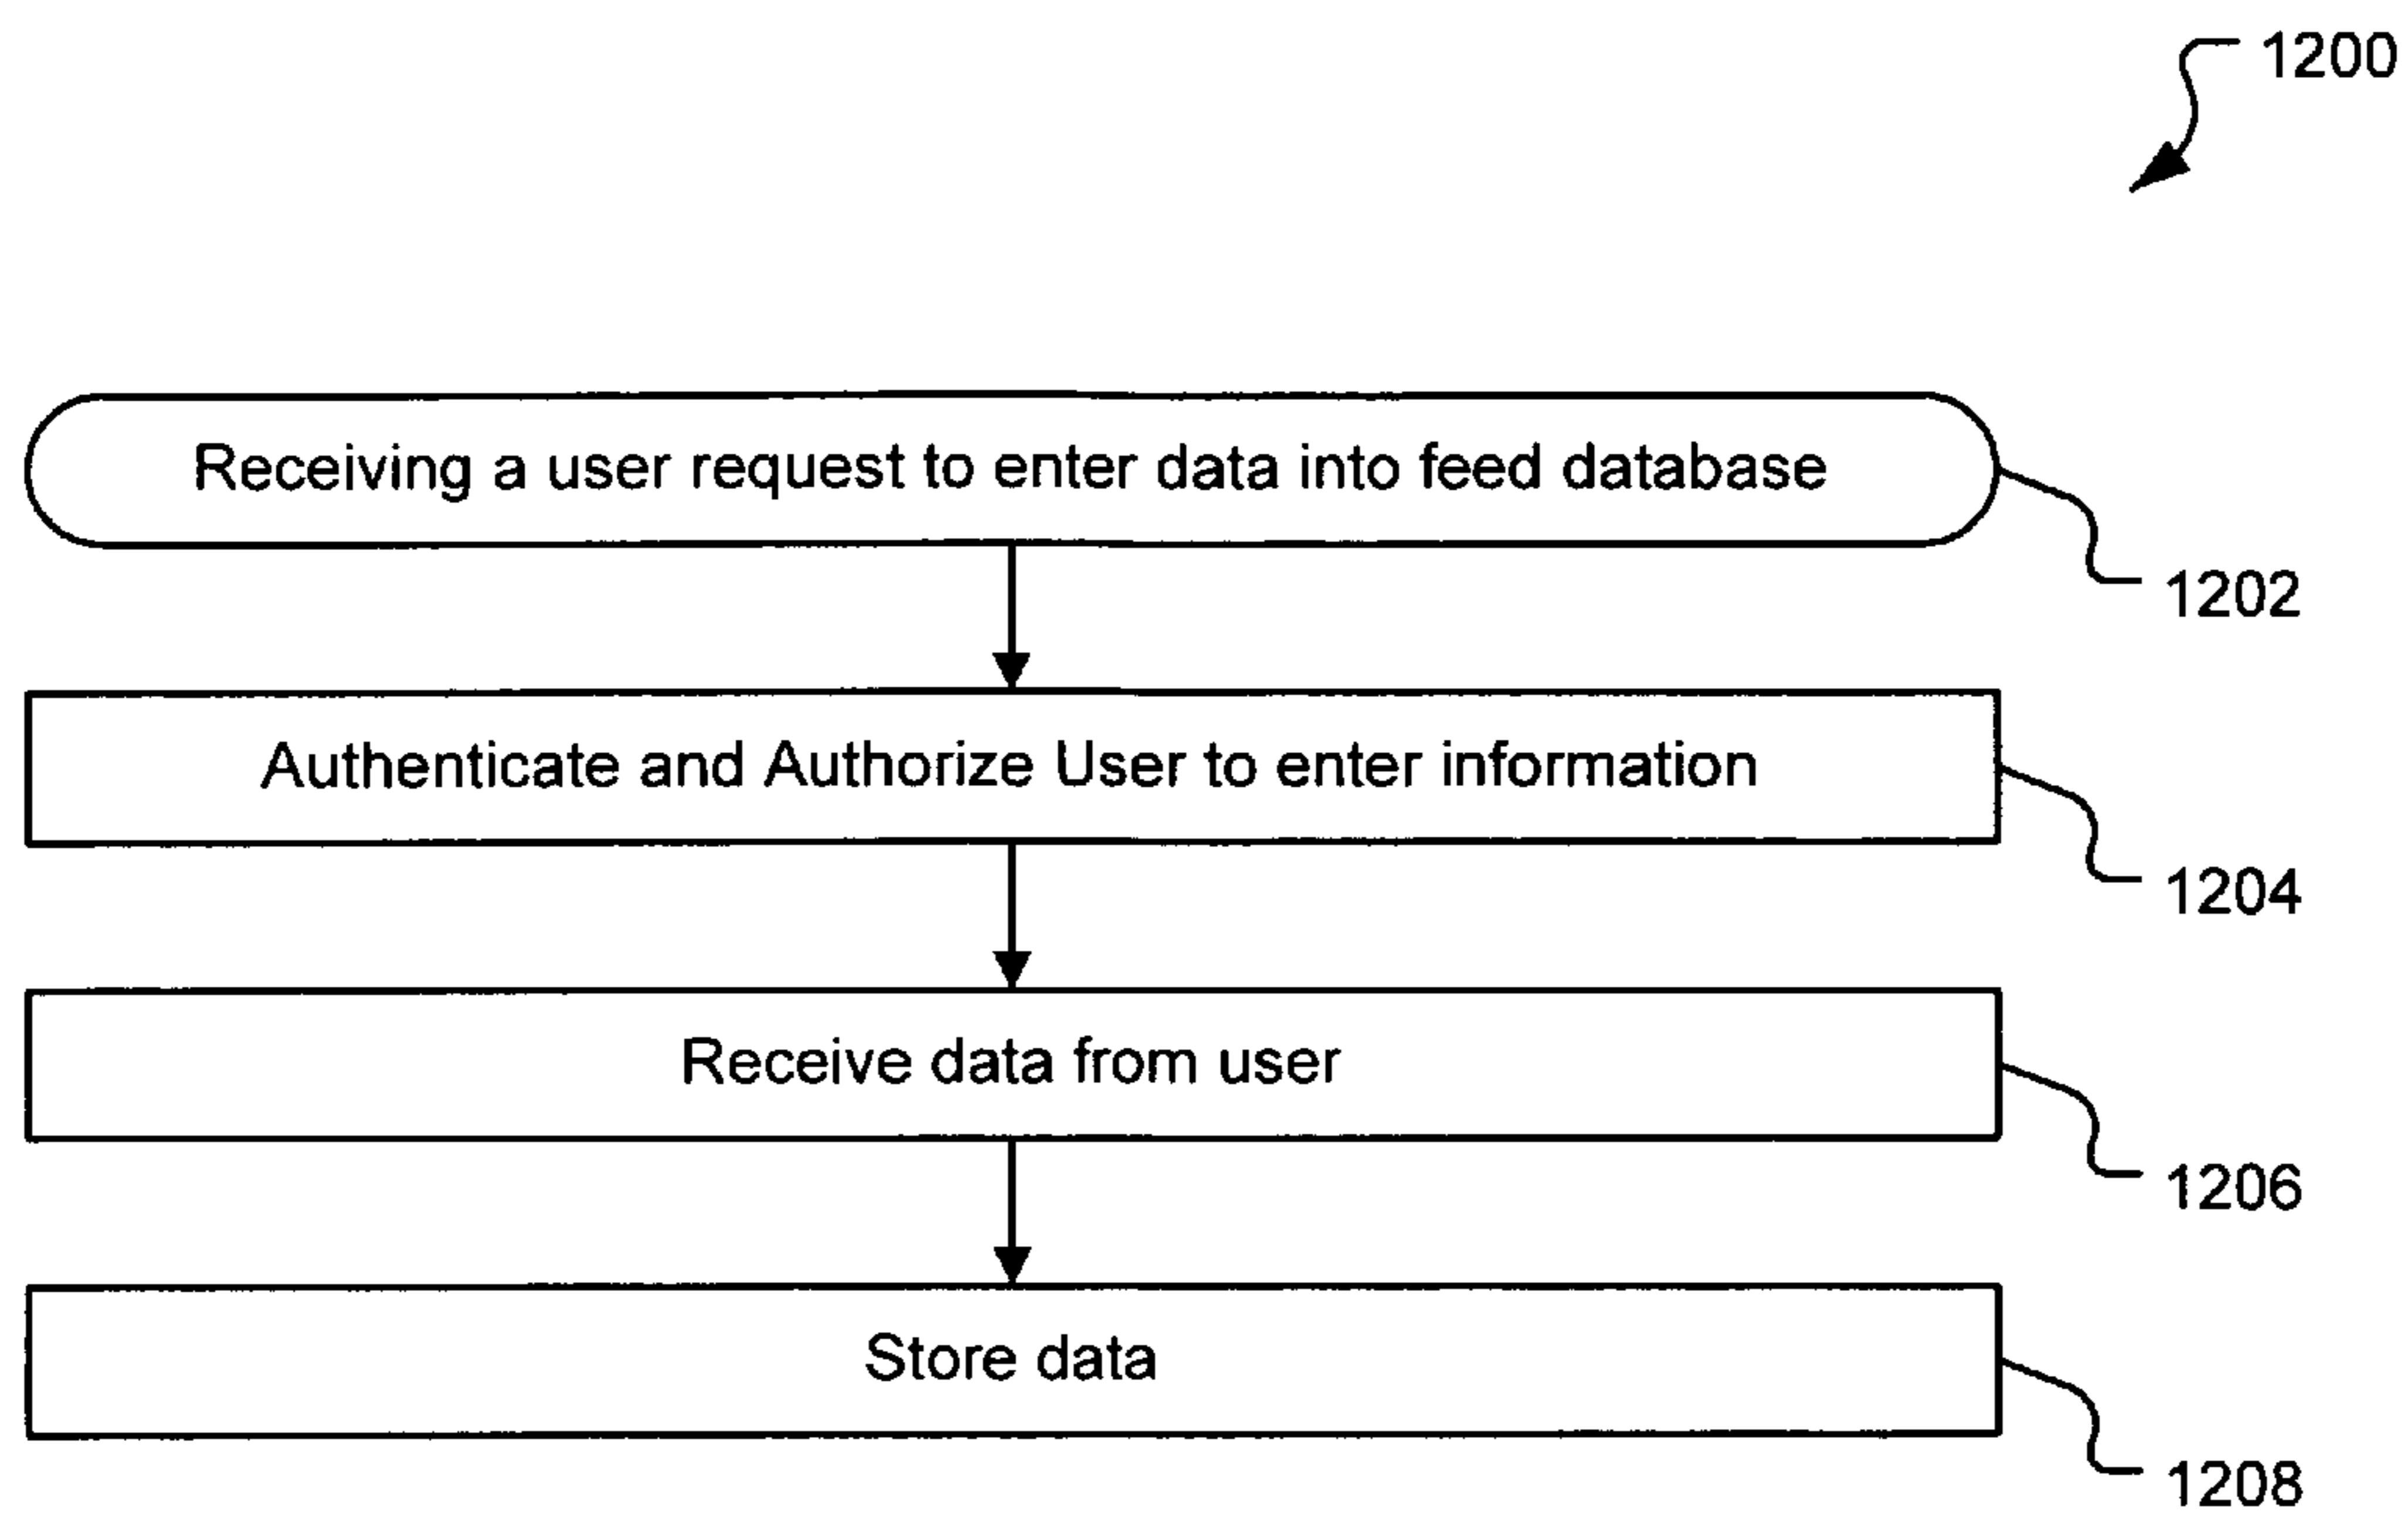 1200
Receiving a user request to enter data into feed database
1202
Authenticate and Authorize User to enter information
1204
Receive data from user
1206
Store data
1208